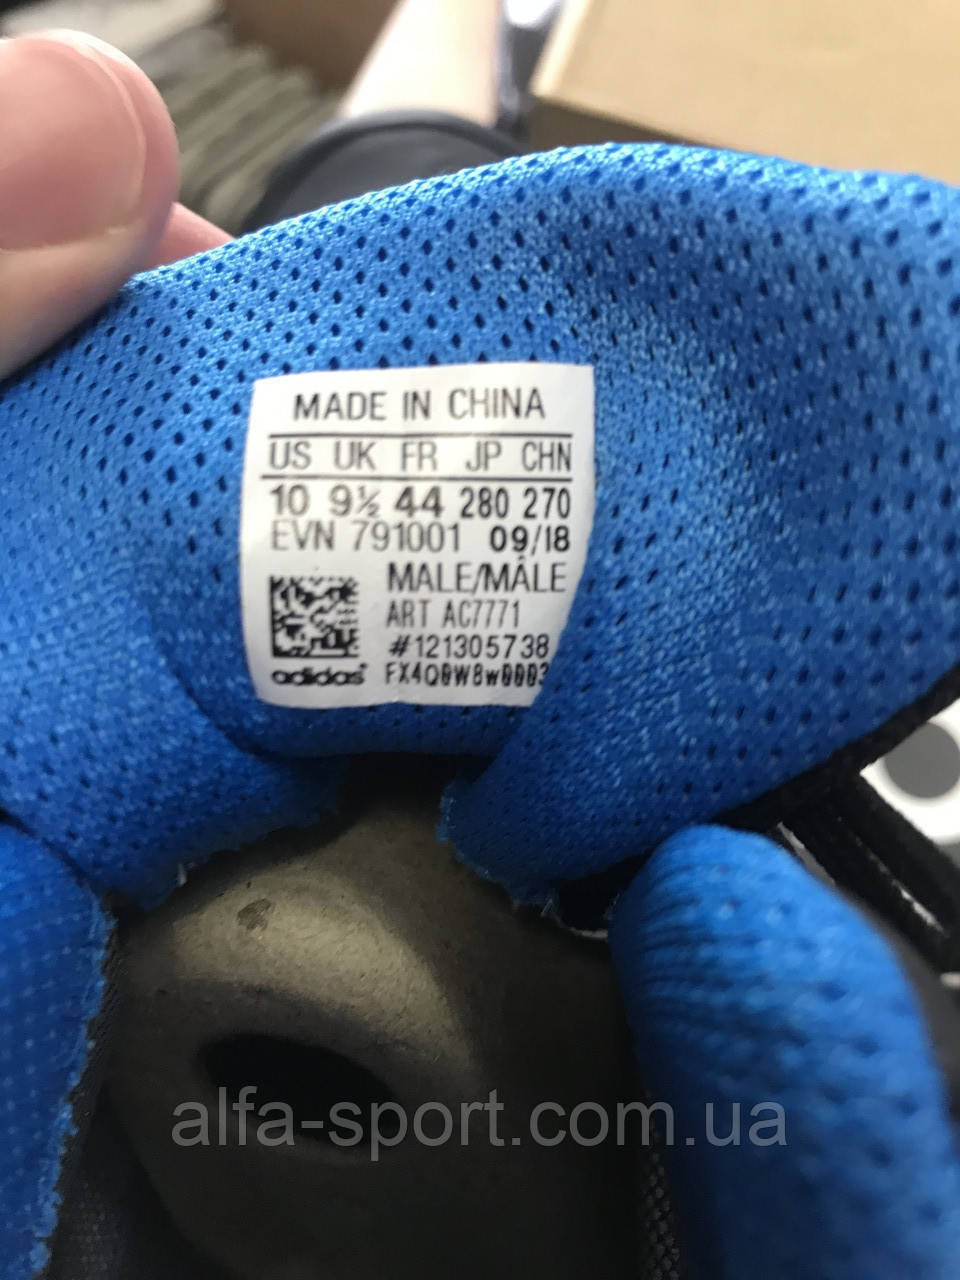 MADE IN CHINA
US UK FR JP CHN
10 9½ 44 280 270
EVN 791001 09/18
MALE/MÂLE
ART AC7771
#121305738
adidas FX4Q0W8w0003
alfa-sport.com.ua